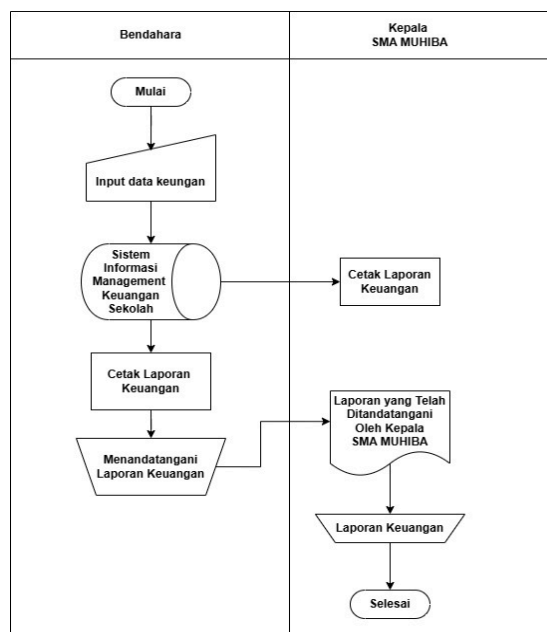 Bendahara
Kepala
SMA MUHIBA
Mulai
Input data keungan
Sistem
Informasi
Management
Keuangan
Sekolah
Cetak Laporan
Keuangan
Cetak Laporan
Keuangan
Menandatangani
Laporan Keuangan
Laporan yang Telah
Ditandatangani
Oleh Kepala
SMA MUHIBA
Laporan Keuangan
Selesai